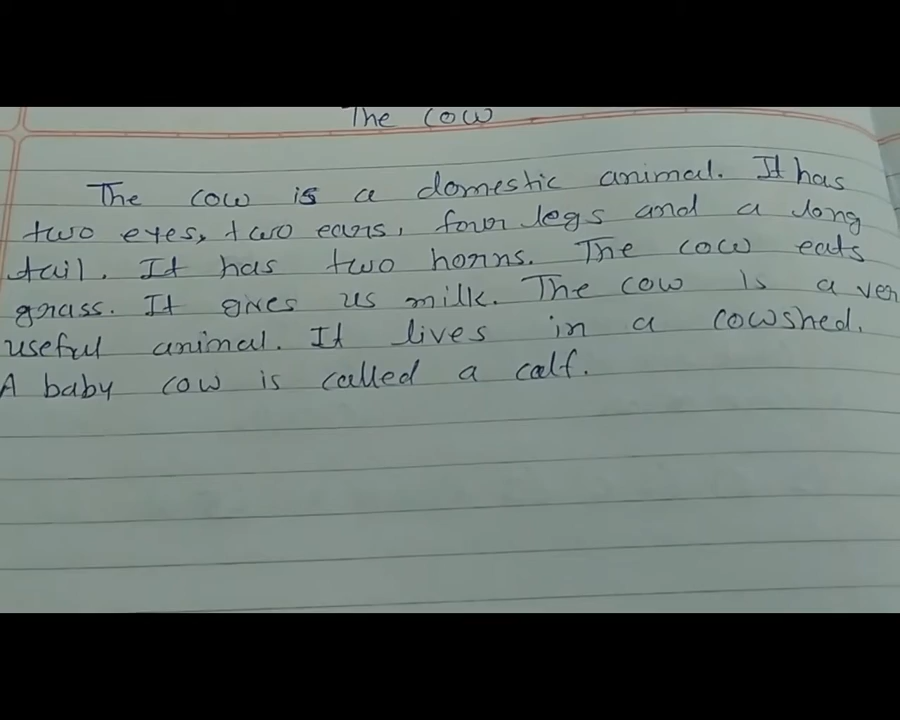 The cow
The cow is a domestic animal. It has
two eyes, two ears, four legs and a long
tail. It has two horns. The cow eats
grass. It gives us milk. The cow is a ver
useful animal. It lives in a cowshed.
A baby cow is called a calf.